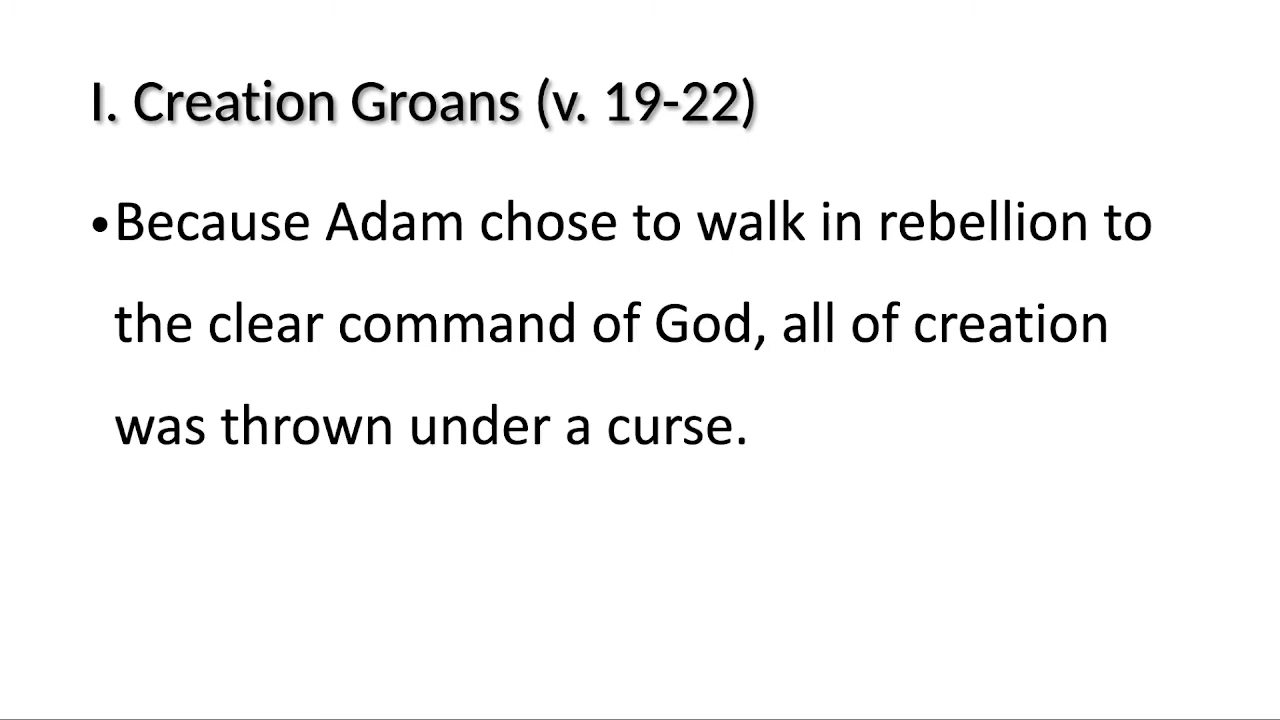 I. Creation Groans (v. 19-22)
•Because Adam chose to walk in rebellion to
the clear command of God, all of creation
was thrown under a curse.